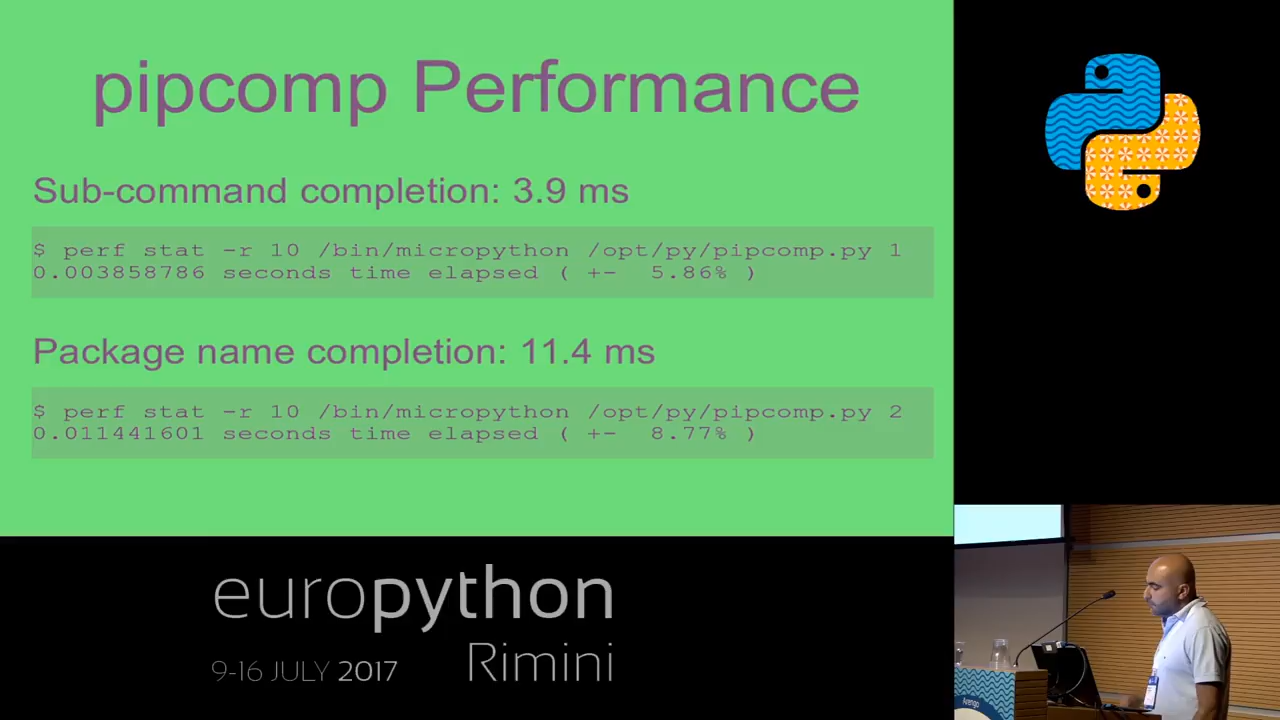 pipcomp Performance
Sub-command completion: 3.9 ms
$ perf stat -r 10 /bin/micropython /opt/py/pipcomp.py 1
0.003858786 seconds time elapsed ( +-  5.86% )
Package name completion: 11.4 ms
$ perf stat -r 10 /bin/micropython /opt/py/pipcomp.py 2
0.011441601 seconds time elapsed ( +-  8.77% )
europython
9-16 JULY 2017 Rimini
Arengo